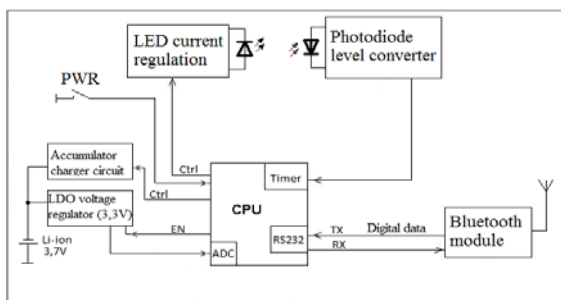 LED current
regulation
Photodiode
level converter
PWR
Accumulator
charger circuit
Ctrl
Timer
Ctrl
LDO voltage
regulator (3,3V)
CPU
EN
Li-ion
3,7V
ADC
RS232
TX
Digital data
RX
Bluetooth
module